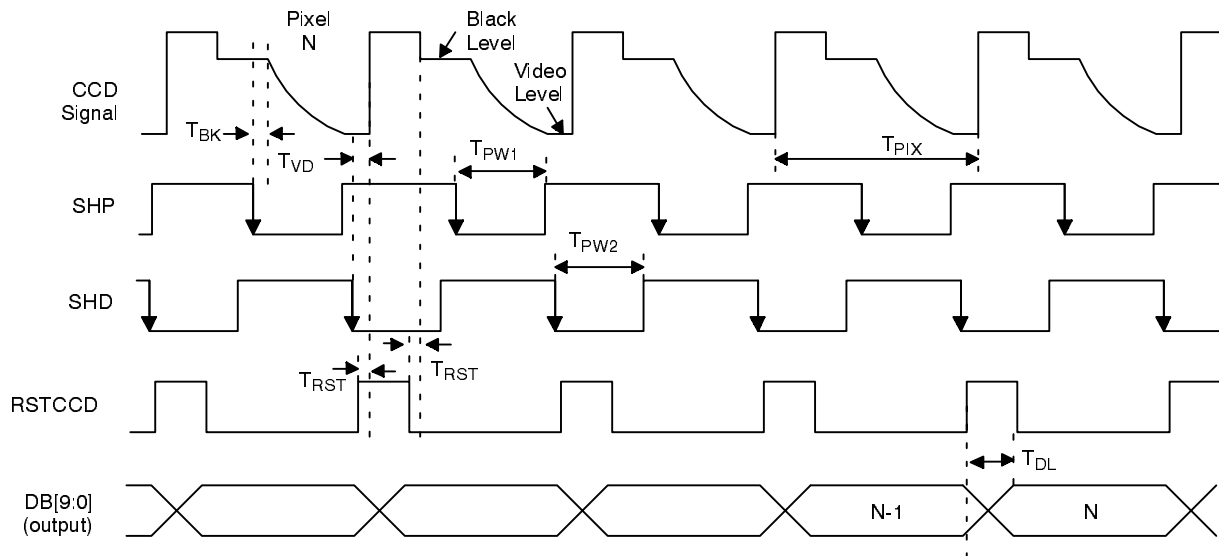 Pixel
N
Black
Level
Video
Level
CCD
Signal
TBK
TVD
TPW1
TPIX
SHP
TPW2
SHD
TRST
TRST
RSTCCD
TDL
DB[9:0]
(output)
N-1
N